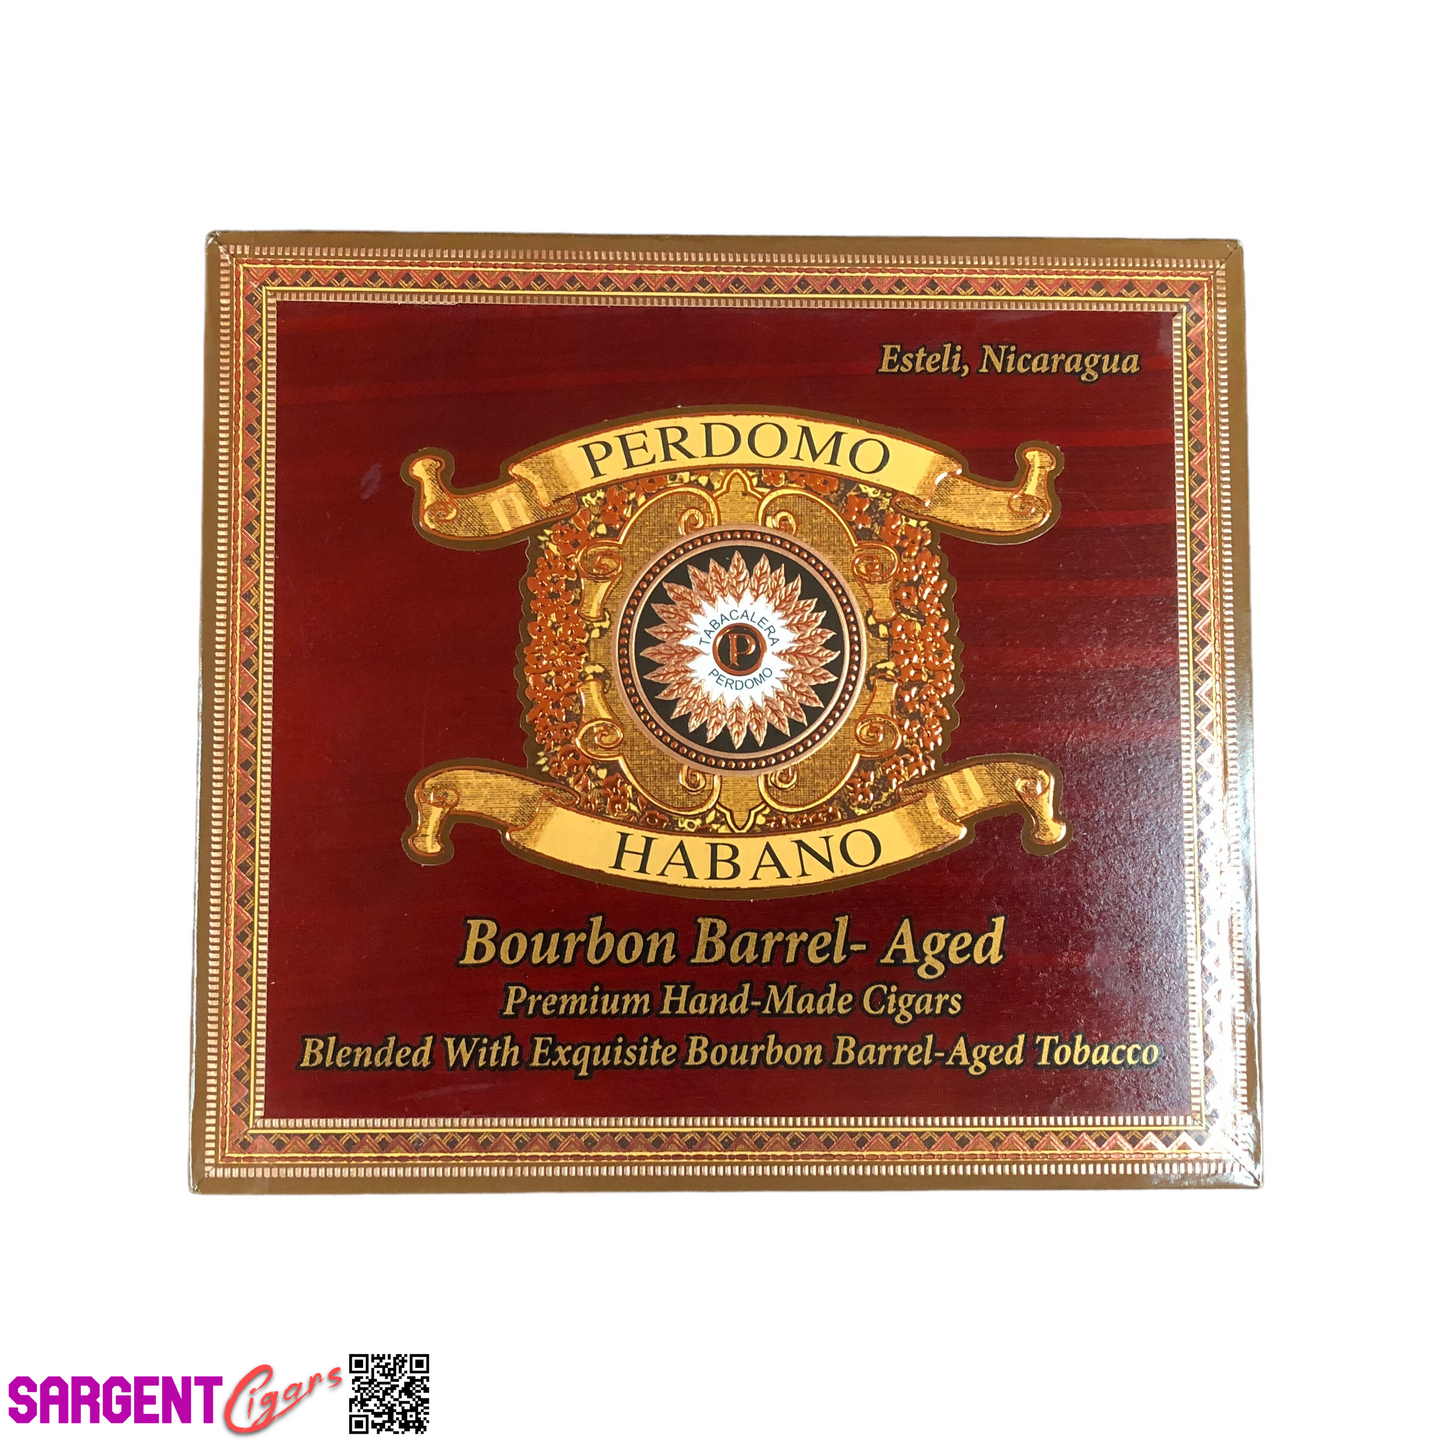 Esteli, Nicaragua
PERDOMO
TABACALERA
P
PERDOMO
HABANO
Bourbon Barrel- Aged
Premium Hand-Made Cigars
Blended With Exquisite Bourbon Barrel-Aged Tobacco
SARGENT Cigars